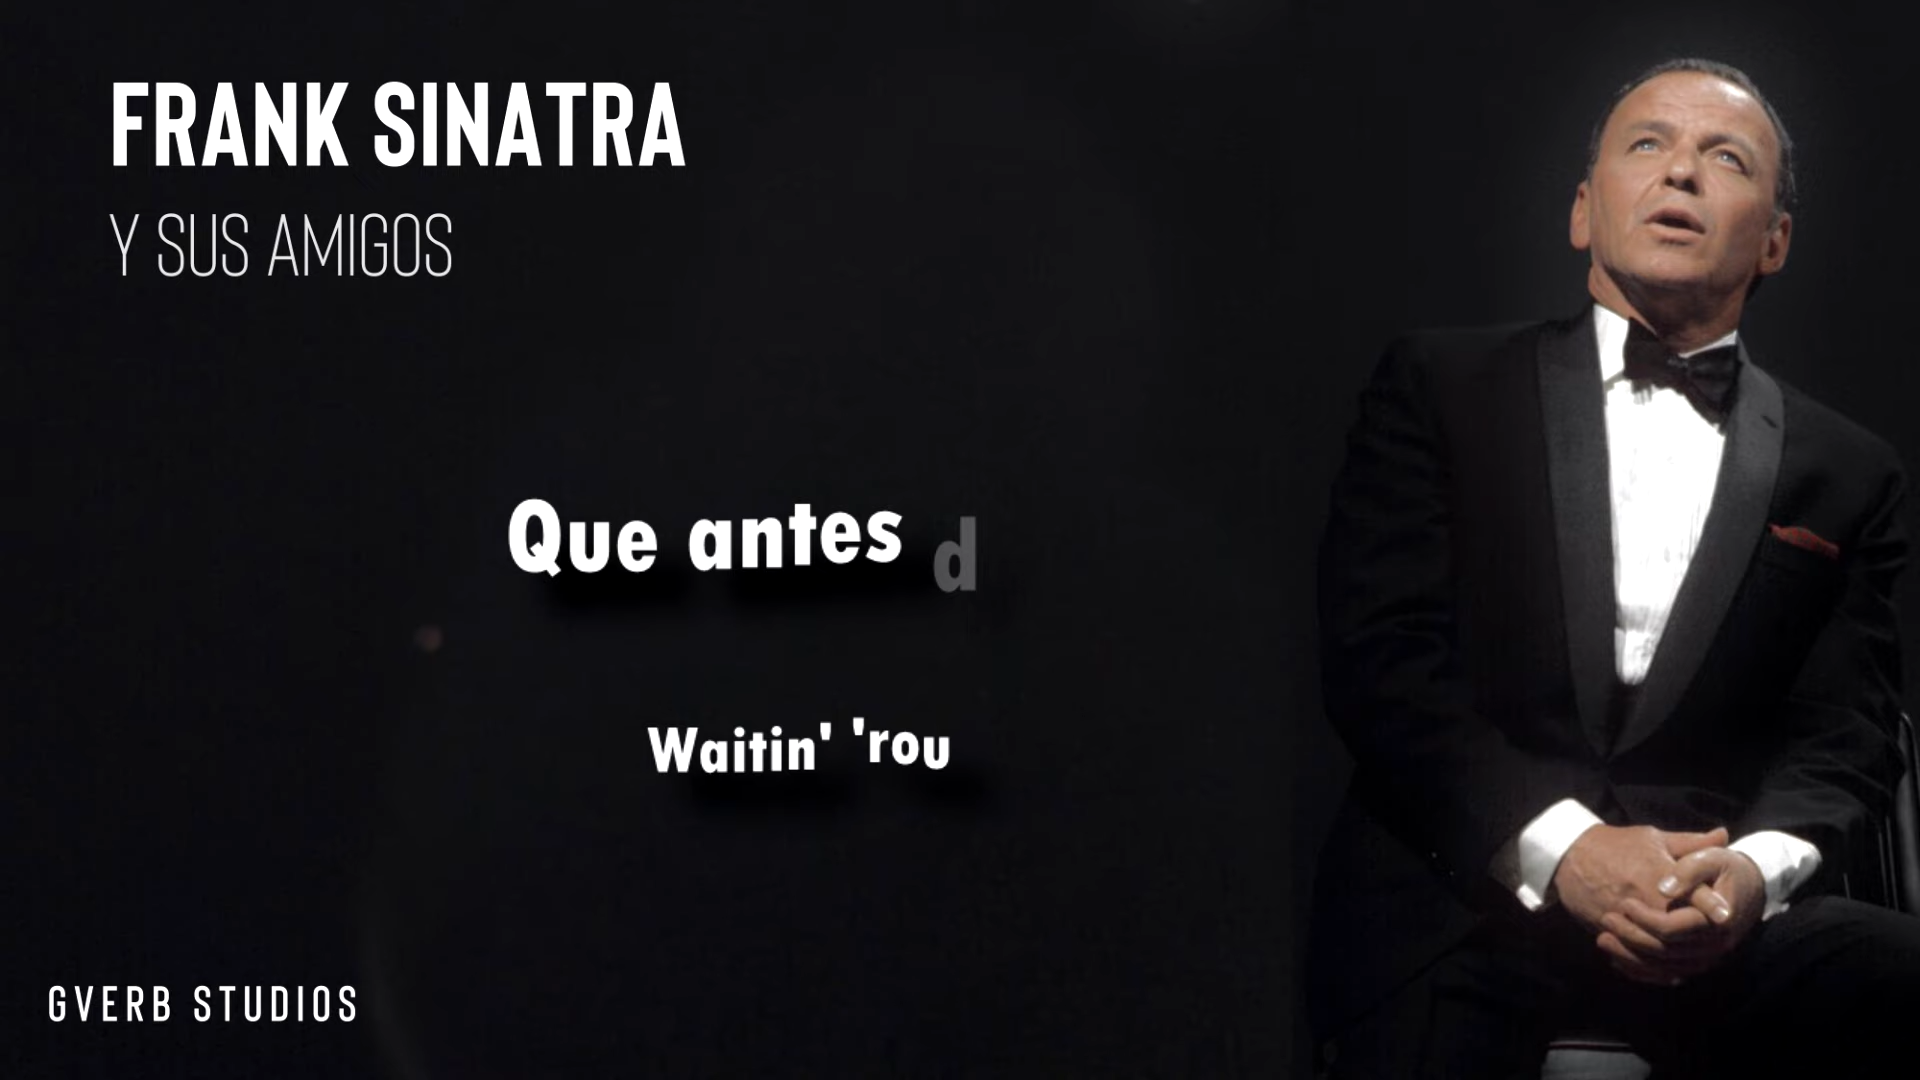 FRANK SINATRA
Y SUS AMIGOS
Que antes d
Waitin' 'rou
GVERB STUDIOS